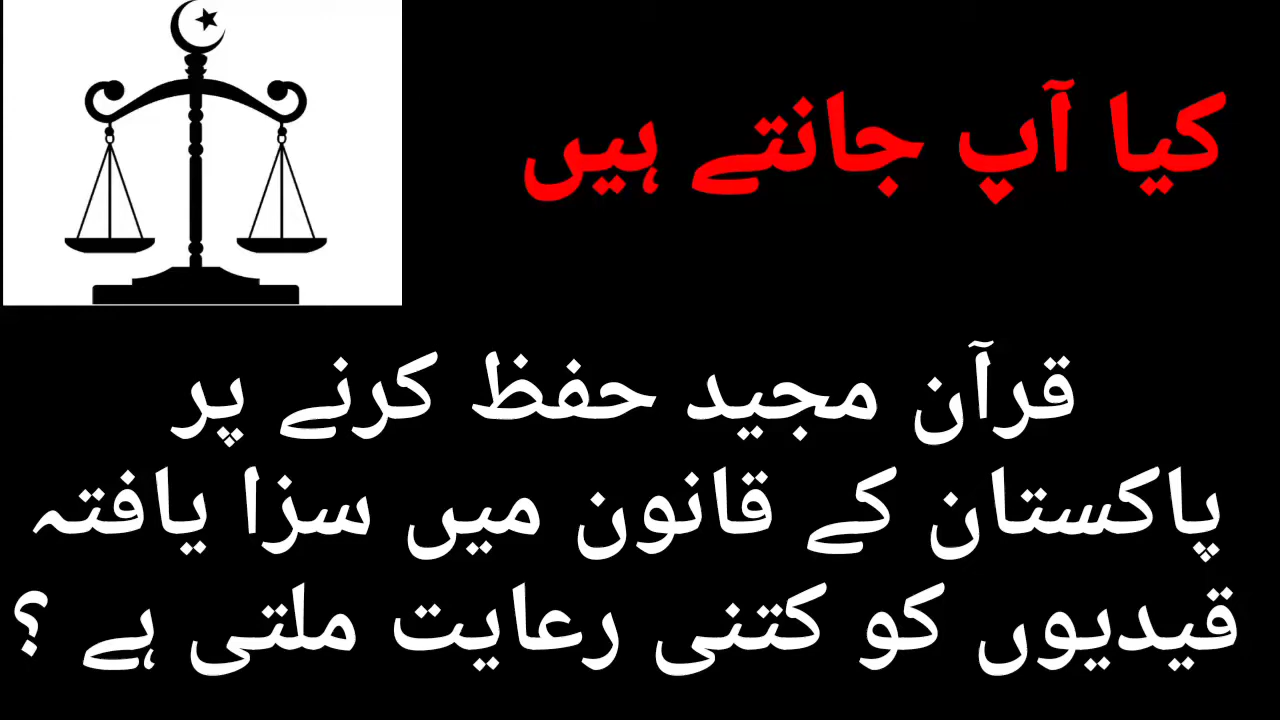 کیا آپ جانتے ہیں
قرآن مجید حفظ کرنے پر
پاکستان کے قانون میں سزا یافتہ
قیدیوں کو کتنی رعایت ملتی ہے ؟